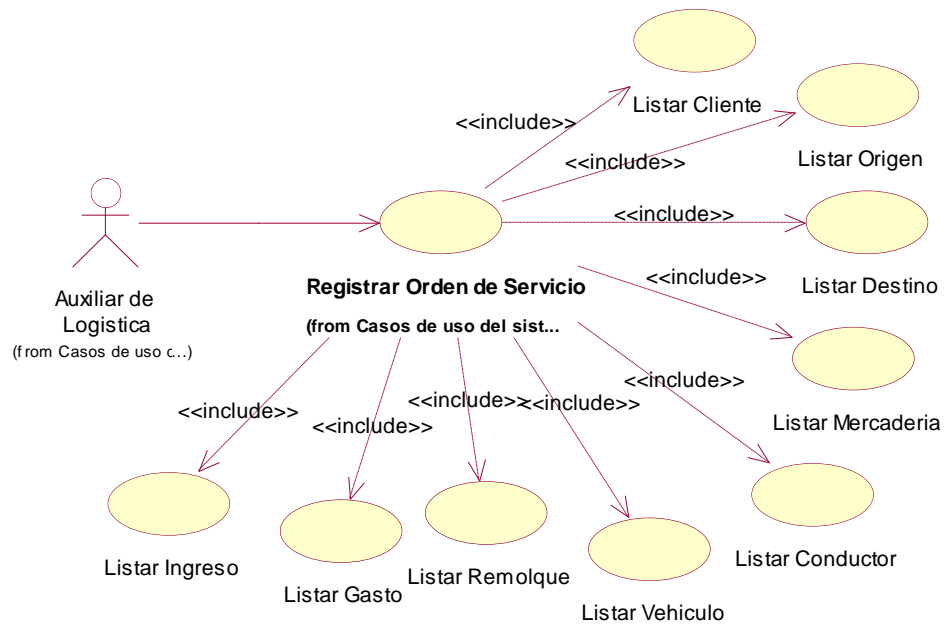 <<include>>
Listar Cliente
<<include>>
Listar Origen
<<include>>
Listar Destino
<<include>>
Auxiliar de
Logistica
(from Casos de uso c...)
Registrar Orden de Servicio
(from Casos de uso del sist...
Listar Mercaderia
<<include>>
<<include>>
<<include>>
<<include>>
<<include>>
Listar Ingreso
Listar Gasto
Listar Remolque
Listar Vehiculo
Listar Conductor